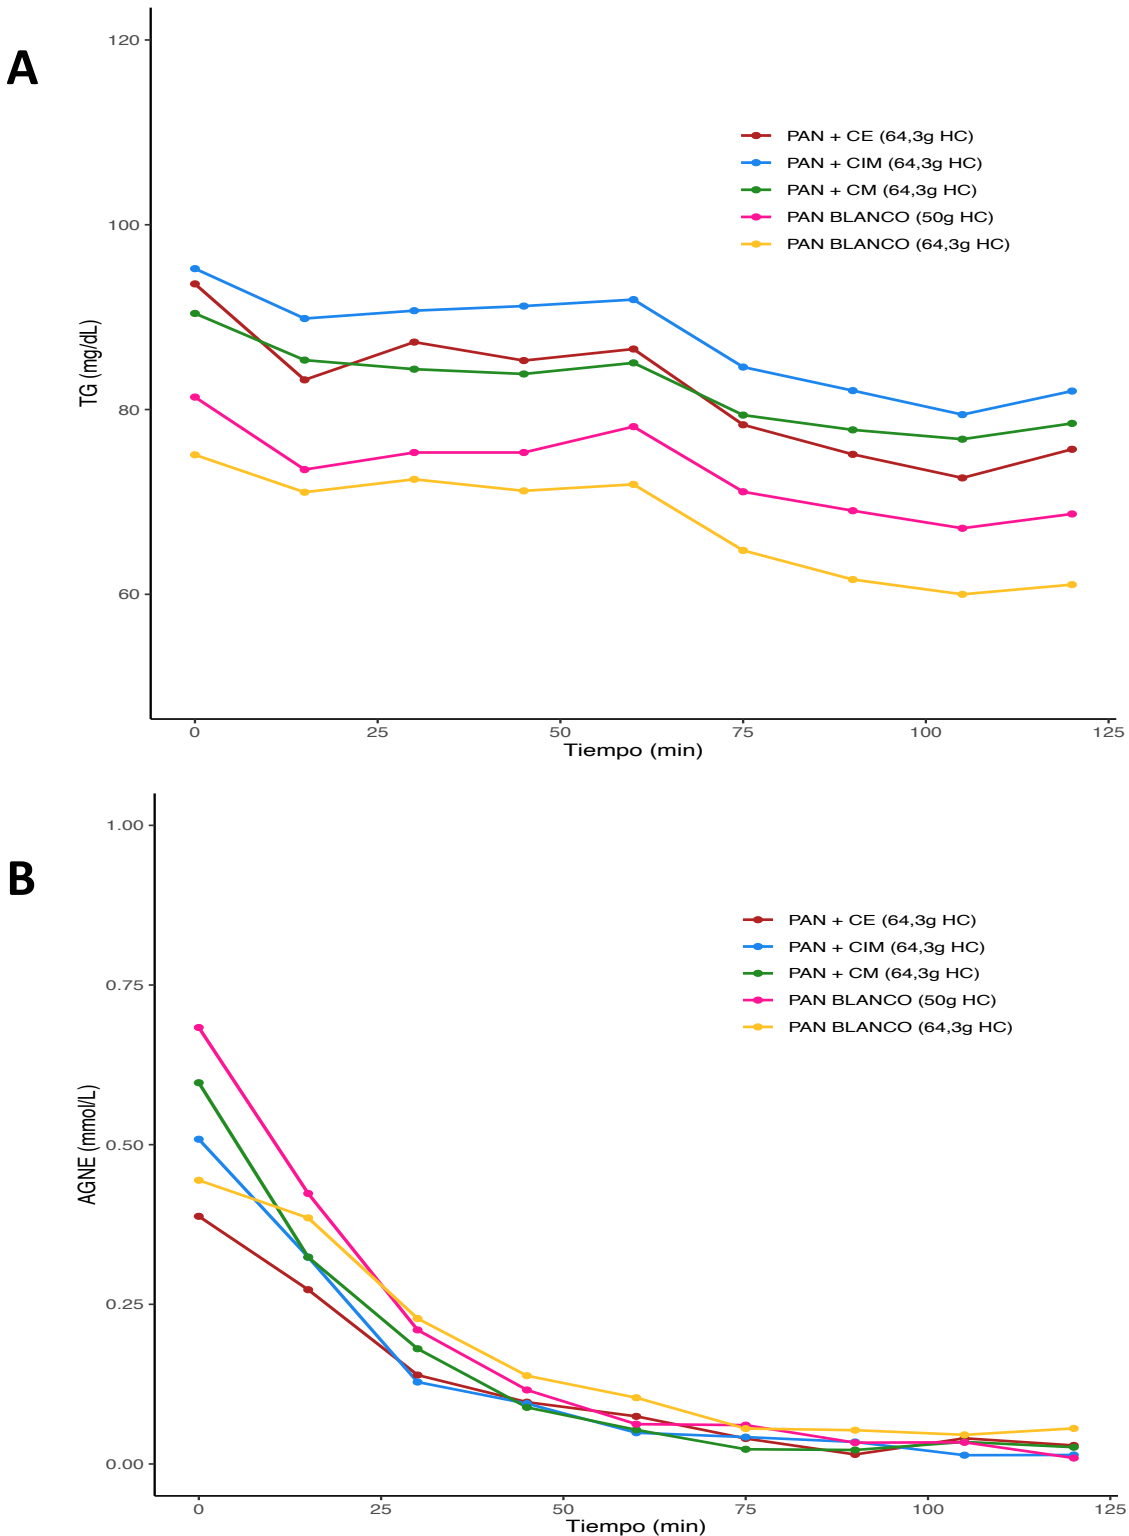 A
120
100
80
60
TG (mg/dL)
PAN + CE (64,3g HC)
PAN + CIM (64,3g HC)
PAN + CM (64,3g HC)
PAN BLANCO (50g HC)
PAN BLANCO (64,3g HC)
0 25 50 75 100 125
Tiempo (min)
B
1.00
0.75
0.50
0.25
0.00
AGNE (mmol/L)
PAN + CE (64,3g HC)
PAN + CIM (64,3g HC)
PAN + CM (64,3g HC)
PAN BLANCO (50g HC)
PAN BLANCO (64,3g HC)
0 25 50 75 100 125
Tiempo (min)